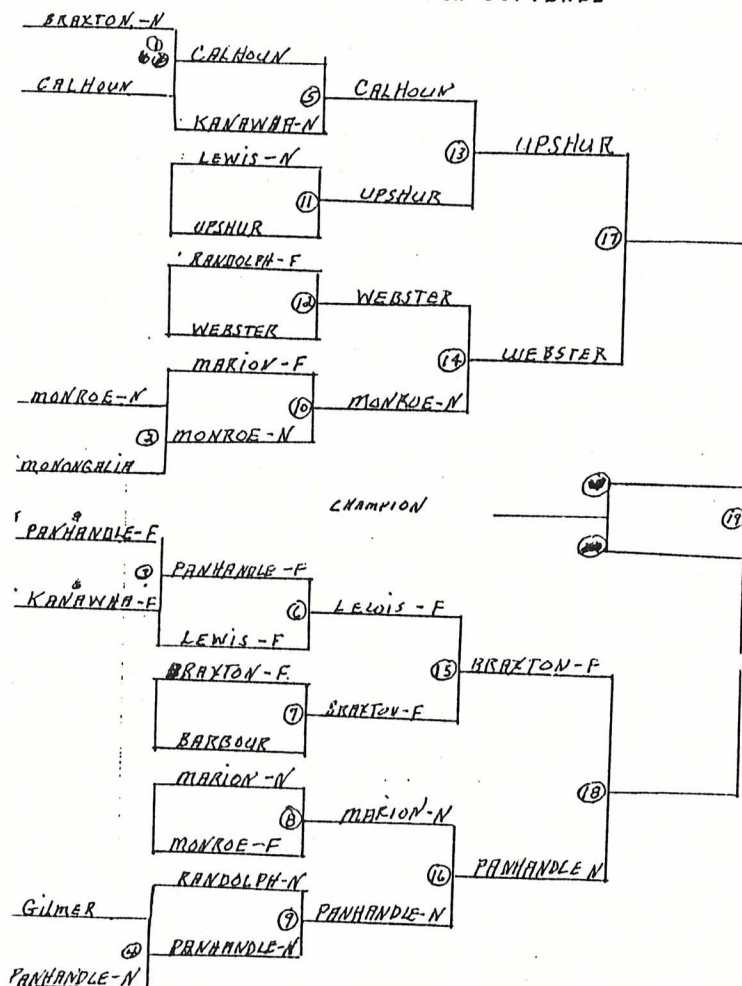 BRAXTON-N
CALHOUN
CALHOUN
5
CALHOUN
KANAWHA-N
13
UPSHUR
LEWIS-N
11
UPSHUR
UPSHUR
17
RANDOLPH-F
12
WEBSTER
WEBSTER
14
WEBSTER
MARION-F
MONROE-N
10
MONROE-N
2
MONROE-N
MONONGALIA
CHAMPION
19
PANHANDLE-F
3
PANHANDLE-F
KANAWHA-F
6
LEWIS-F
LEWIS-F
15
BRAXTON-F
BRAXTON-F.
7
BRAXTON-F
BARBOUR
MARION-N
18
8
MARION-N
MONROE-F
16
PANHANDLE N
RANDOLPH-N
GILMER
9
PANHANDLE-N
4
PANHANDLE-N
PANHANDLE-N